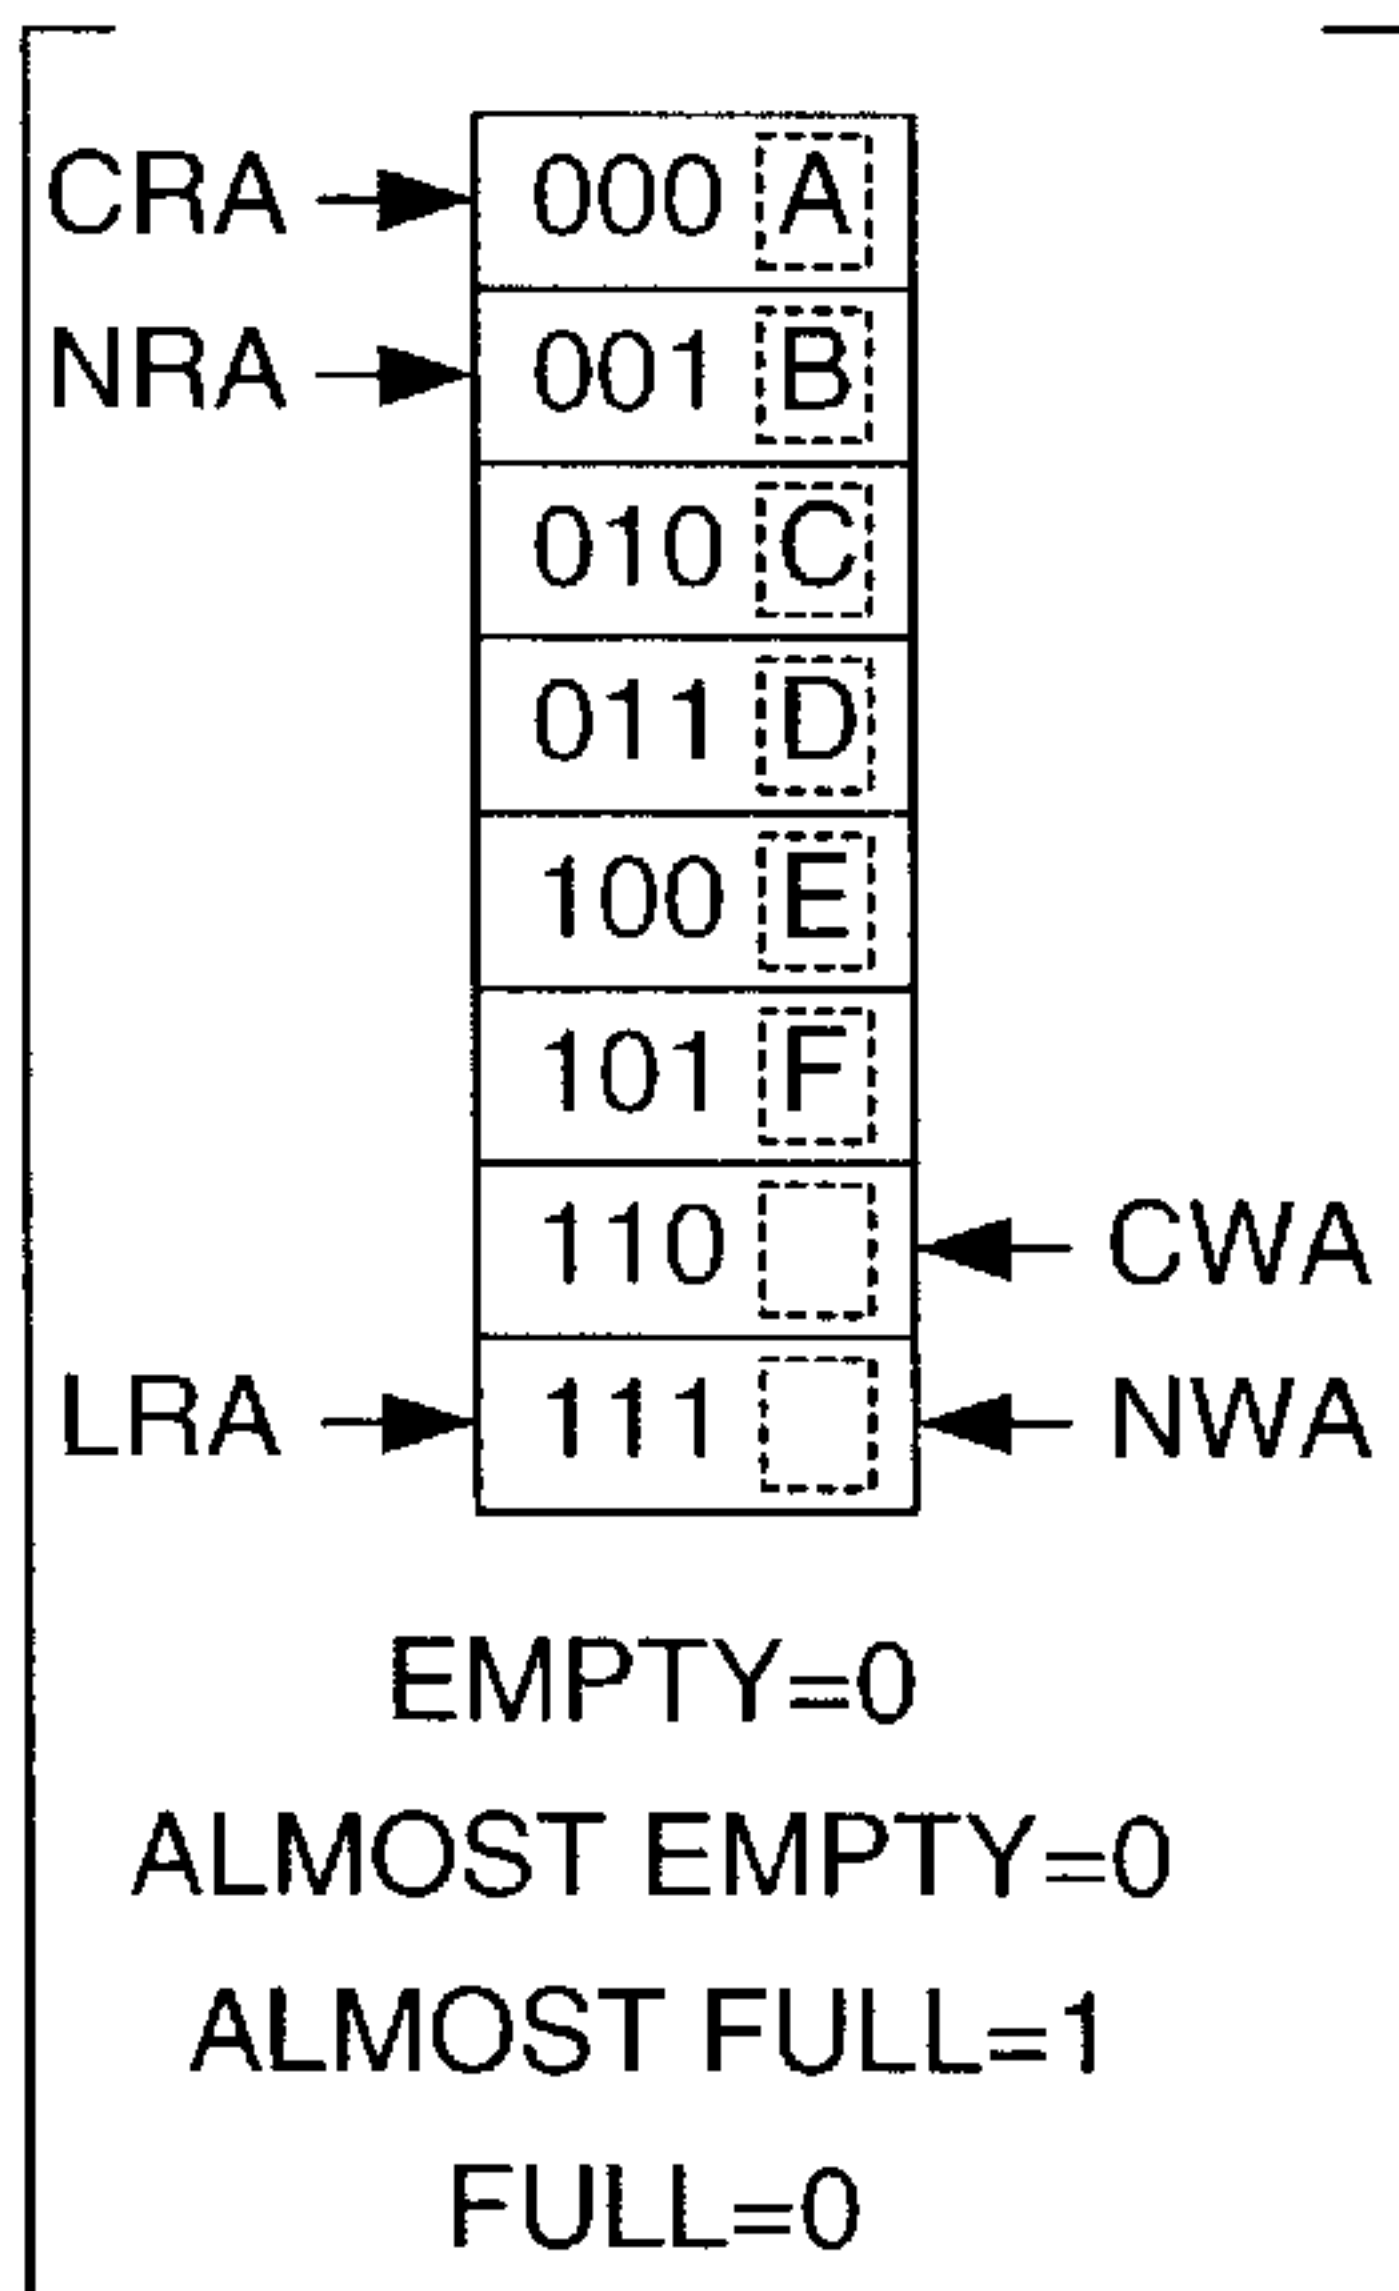 CRA 000 A
NRA 001 B
010 C
011 D
100 E
101 F
110 CWA
LRA 111 NWA
EMPTY=0
ALMOST EMPTY=0
ALMOST FULL=1
FULL=0